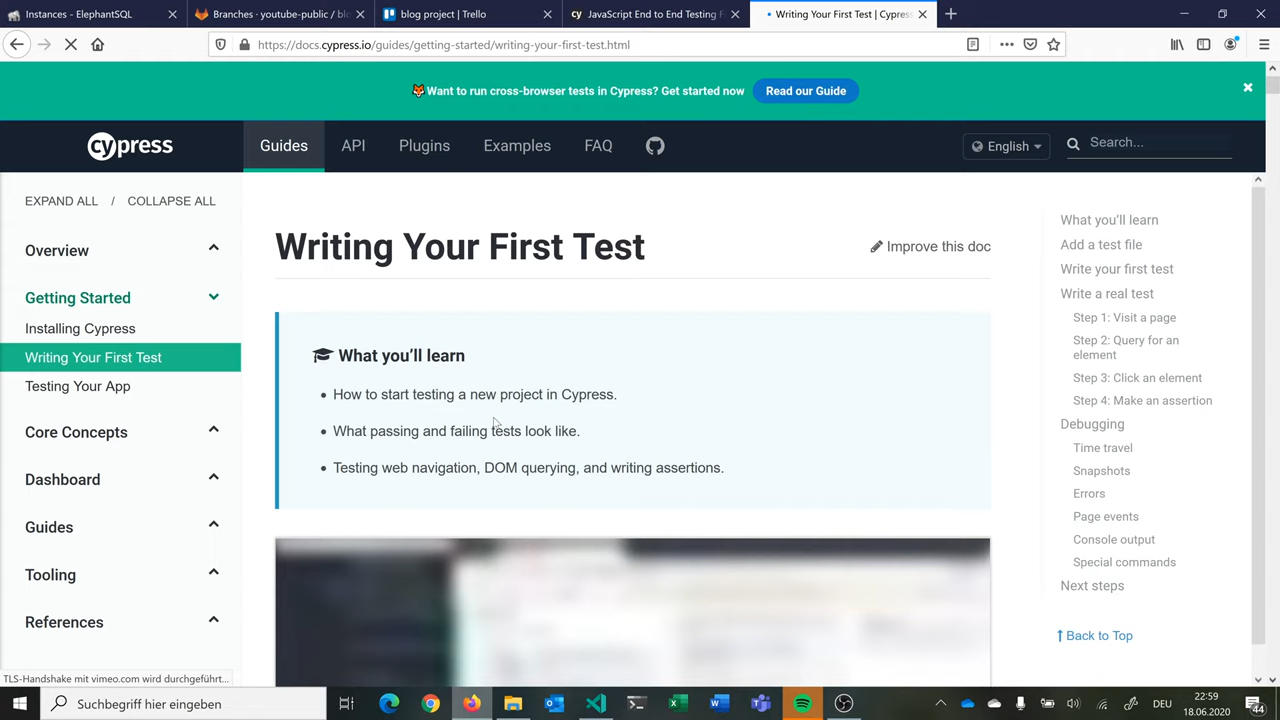 Instances - ElephantSQL
Branches · youtube-public / blo
blog project | Trello
JavaScript End to End Testing F
Writing Your First Test | Cypress
https://docs.cypress.io/guides/getting-started/writing-your-first-test.html
Want to run cross-browser tests in Cypress? Get started now
Read our Guide
cypress
Guides
API
Plugins
Examples
FAQ
English
Search...
EXPAND ALL / COLLAPSE ALL
Overview
Getting Started
Installing Cypress
Writing Your First Test
Testing Your App
Core Concepts
Dashboard
Guides
Tooling
References
Writing Your First Test
Improve this doc
What you'll learn
How to start testing a new project in Cypress.
What passing and failing tests look like.
Testing web navigation, DOM querying, and writing assertions.
What you'll learn
Add a test file
Write your first test
Write a real test
Step 1: Visit a page
Step 2: Query for an
element
Step 3: Click an element
Step 4: Make an assertion
Debugging
Time travel
Snapshots
Errors
Page events
Console output
Special commands
Next steps
Back to Top
TLS-Handshake mit vimeo.com wird durchgeführt...
Suchbegriff hier eingeben
DEU
22:59
18.06.2020
44